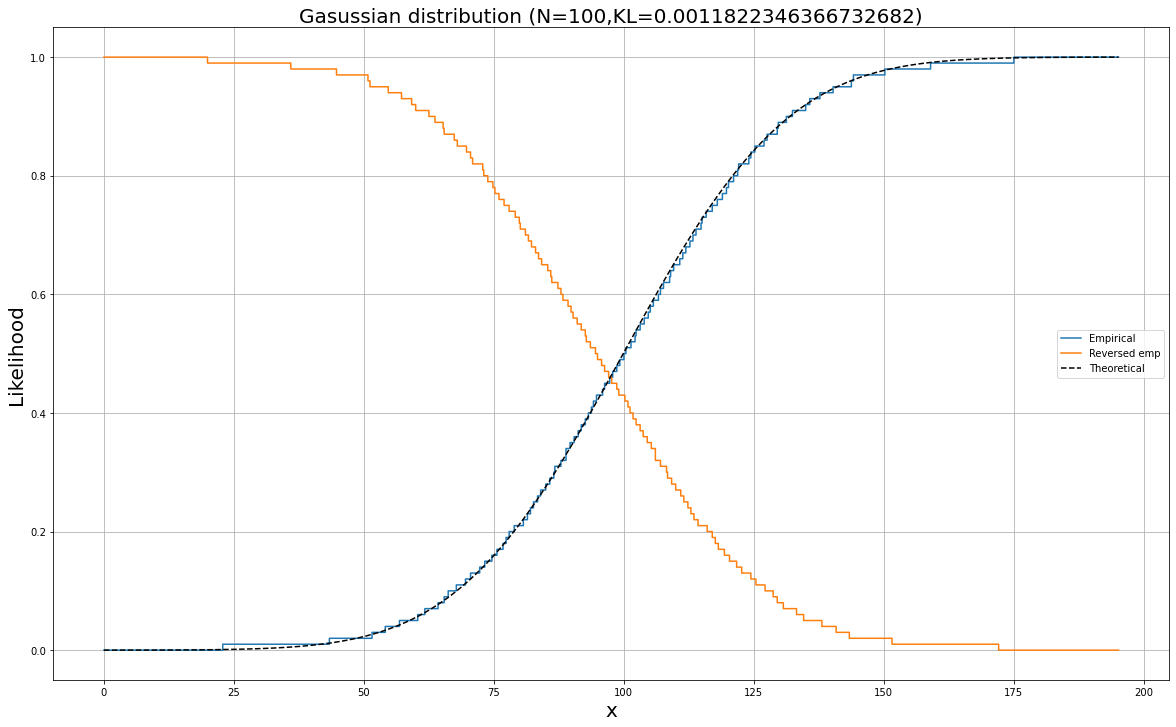 Gasussian distribution (N=100,KL=0.0011822346366732682)
Likelihood
1.0
0.8
0.6
0.4
0.2
0.0
Empirical
Reversed emp
Theoretical
0 25 50 75 100 125 150 175
x